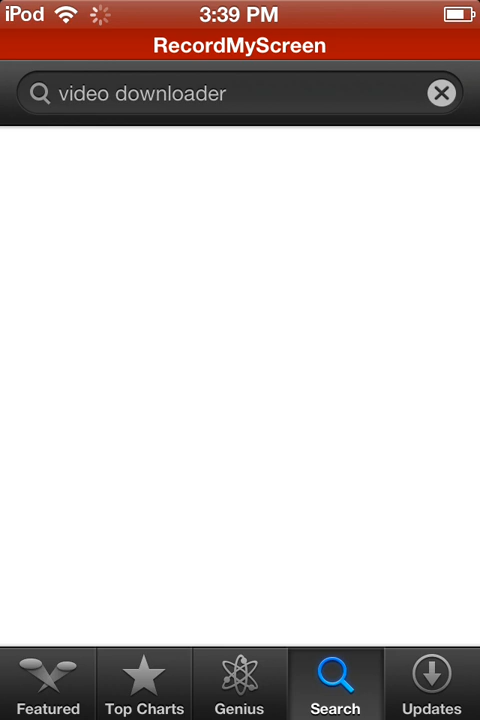 iPod 3:39 PM
RecordMyScreen
video downloader
Featured Top Charts Genius Search Updates